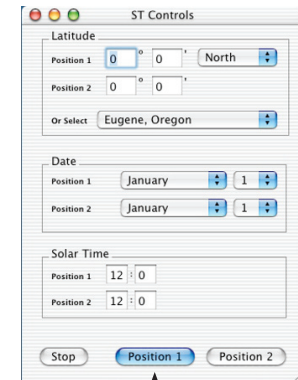 ST Controls
Latitude
Position 1 0 ° 0 ' North
Position 2 0 ° 0 '
Or Select Eugene, Oregon
Date
Position 1 January 1
Position 2 January 1
Solar Time
Position 1 12 : 0
Position 2 12 : 0
Stop Position 1 Position 2